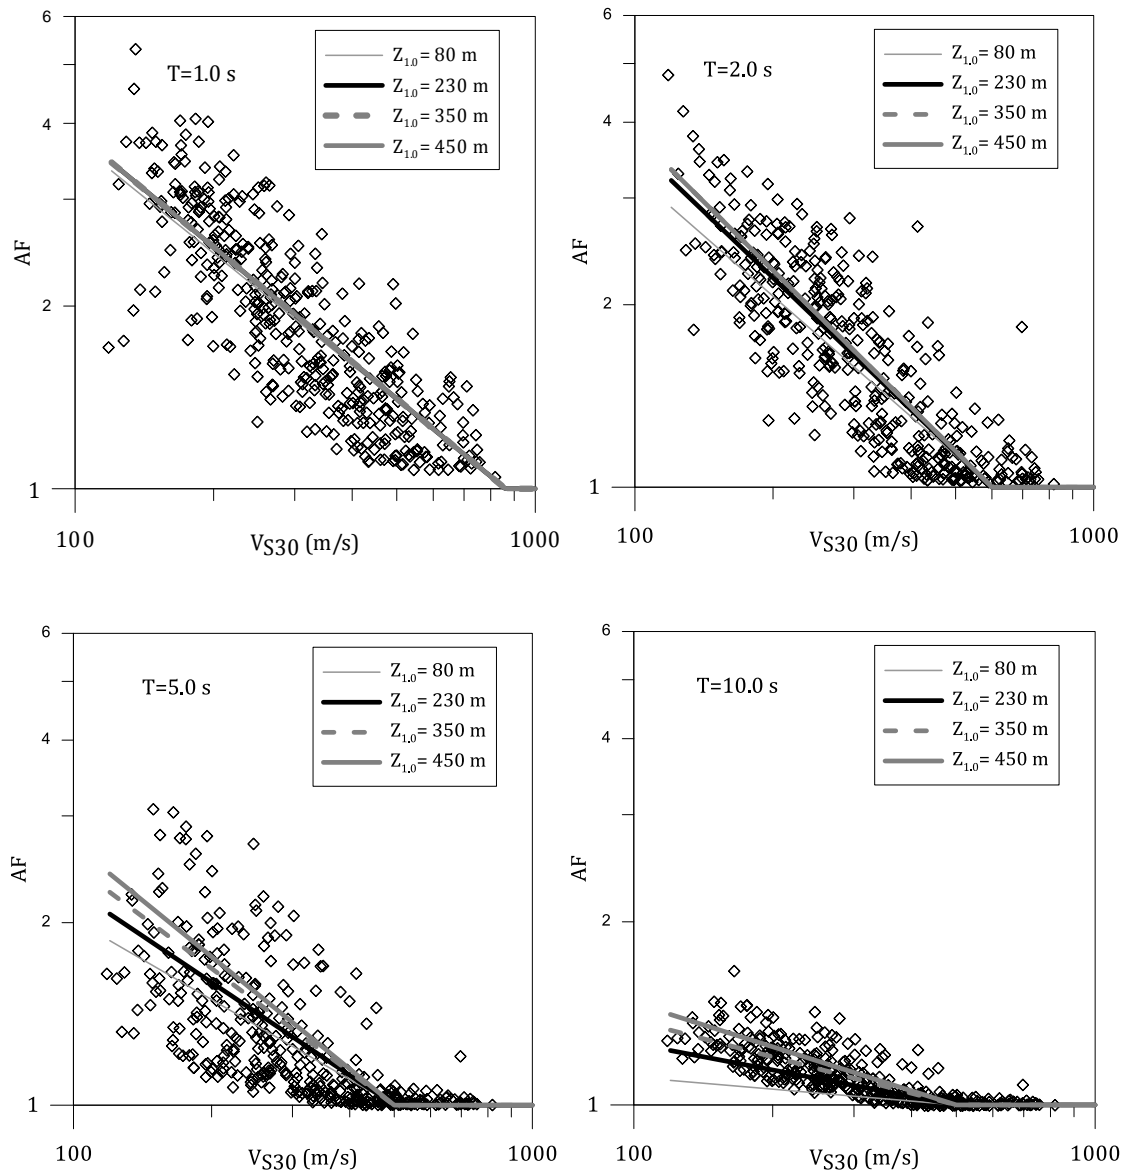 6
4
2
1
AF
T=1.0 s
Z1.0= 80 m
Z1.0= 230 m
Z1.0= 350 m
Z1.0= 450 m
100
VS30 (m/s)
1000
6
4
2
1
AF
T=2.0 s
Z1.0= 80 m
Z1.0= 230 m
Z1.0= 350 m
Z1.0= 450 m
100
VS30 (m/s)
1000
6
4
2
1
AF
T=5.0 s
Z1.0= 80 m
Z1.0= 230 m
Z1.0= 350 m
Z1.0= 450 m
100
VS30 (m/s)
1000
6
4
2
1
AF
T=10.0 s
Z1.0= 80 m
Z1.0= 230 m
Z1.0= 350 m
Z1.0= 450 m
100
VS30 (m/s)
1000